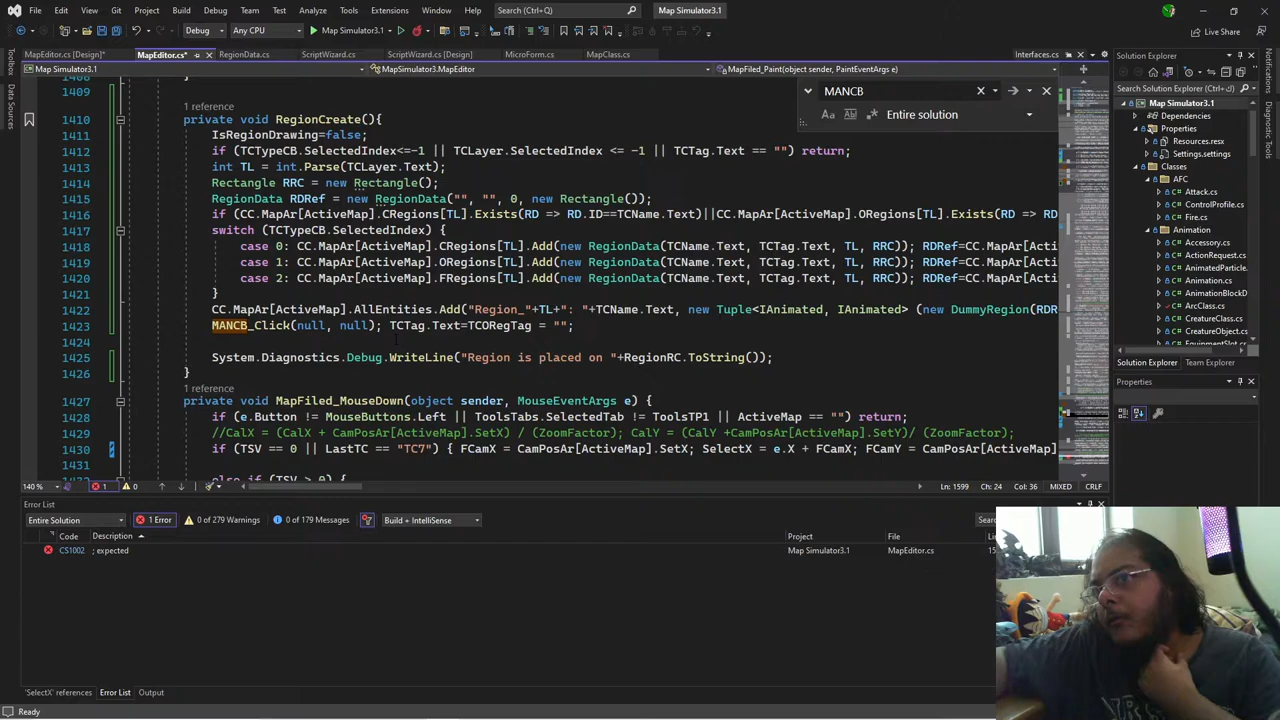 File Edit View Git Project Build Debug Test Analyze Tools Extensions Window Help Search (Ctrl+Q) Map Simulator3.1
Debug Any CPU Map Simulator3.1 Live Share
MapEditor.cs [Design]* MapEditor.cs* RegionData.cs ScriptWizard.cs ScriptWizard.cs [Design] MicroForm.cs MapClass.cs Interfaces.cs
Map Simulator3.1 MapSimulator3.MapEditor MapFiled_Paint(object sender, PaintEventArgs e)
MANCB
Entire solution
Toolbox
Data Sources
1408 }
1409
1 reference
1410 private void RegionCreate(){
1411 IsRegionDrawing=false;
1412 if (TCTypeCB.SelectedIndex <=-1 || TCLayer.SelectedIndex <= -1 || TCTag.Text == "") return;
1413 int TL = int.Parse(TCLayer.Text);
1414 Rectangle RRC = new Rectangle();
1415 RegionData RDRef = new RegionData("", "", 0, new Rectangle());
1416 if (CC.MapAr[ActiveMap].CRegions[TL].Exists(RD => RD.ID==TCName.Text)||CC.MapAr[ActiveMap].ORegions[TL].Exists(RD => RD
1417 switch (TCTypeCB.SelectedIndex) {
1418 case 0: CC.MapAr[ActiveMap].CRegions[TL].Add(new RegionData(TCName.Text, TCTag.Text, TL, RRC)); RDRef=CC.MapAr[Acti
1419 case 1: CC.MapAr[ActiveMap].ORegions[TL].Add(new RegionData(TCName.Text, TCTag.Text, TL, RRC)); RDRef=CC.MapAr[Acti
1420 case 2: CC.MapAr[ActiveMap].FRegions[TL].Add(new RegionData(TCName.Text, TCTag.Text, TL, RRC)); RDRef=CC.MapAr[Acti
1421 }
1422 CC.MapAr[ActiveMap].AllEntities.Add("Region_"+TL+" : "+TCName.Text, new Tuple<IAnimated, IAnimated> (new DummyRegion(RDR
1423 MANCB_Click(null, null); TCTag.Text=TCORegTag = "";
1424
1425 System.Diagnostics.Debug.WriteLine("Region is placed on "+RegionRC.ToString());
1426 }
1 reference
1427 private void MapFiled_Mouse object sender, MouseEventArgs e) {
1428 if (e.Button != MouseButtons.Left || ToolsTabs.SelectedTab != ToolsTP1 || ActiveMap == "") return;
1429 //CalX = (CalX + CamPosAr[ActiveMap].SetX) / (ZoomFactor); CalY = (CalY +CamPosAr[ActiveMap].SetY)/ (ZoomFactor);
1430 if (TSV == 0 || LastTC == "C7") { FCamX = CamPosAr[ActiveMap].SetX; SelectX = e.X + FCamX; FCamY = CamPosAr[ActiveMap]
1431
1432 else if (TSV > 0) {
140 % 1 0 Ln: 1599 Ch: 24 Col: 36 MIXED CRLF
Error List
Entire Solution 1 Error 0 of 279 Warnings 0 of 179 Messages Build + IntelliSense
Code Description Project File
CS1002 ; expected Map Simulator3.1 MapEditor.cs
'SelectX' references Error List Output
Ready
Solution Explorer
Search Solution Explorer (Ctrl+;)
Map Simulator3.1
Dependencies
Properties
Resources.resx
Settings.settings
Classes
AFC
Attack.cs
ControlProfile.cs
Fire.cs
Animation
Accessory.cs
ActionRequest.cs
AnimatedParticle.
Animation.cs
AnimationBlockD
ArcClass.cs
CreatureObject.cs
EquipmentSlot.cs
Solution Explorer Team Explorer
Properties
Notifications
Diagnostic Tools